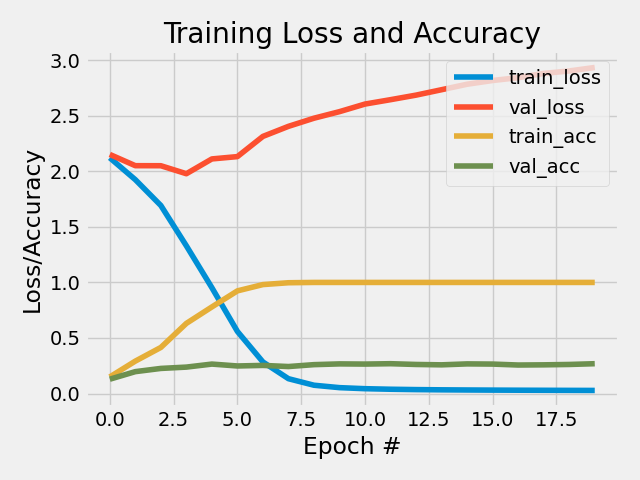 Training Loss and Accuracy
3.0
2.5
2.0
1.5
1.0
0.5
0.0
Loss/Accuracy
train_loss
val_loss
train_acc
val_acc
0.0 2.5 5.0 7.5 10.0 12.5 15.0 17.5
Epoch #